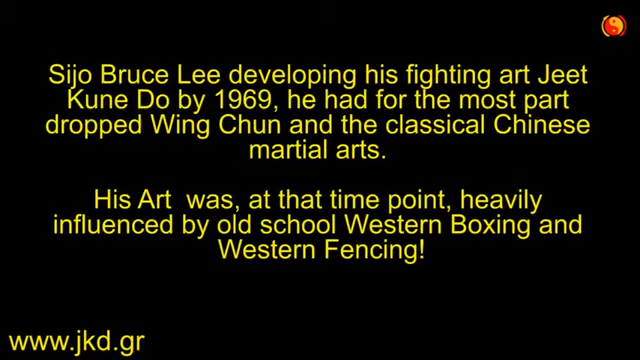 Sijo Bruce Lee developing his fighting art Jeet
Kune Do by 1969, he had for the most part
dropped Wing Chun and the classical Chinese
martial arts.
His Art  was, at that time point, heavily
influenced by old school Western Boxing and
Western Fencing!
www.jkd.gr